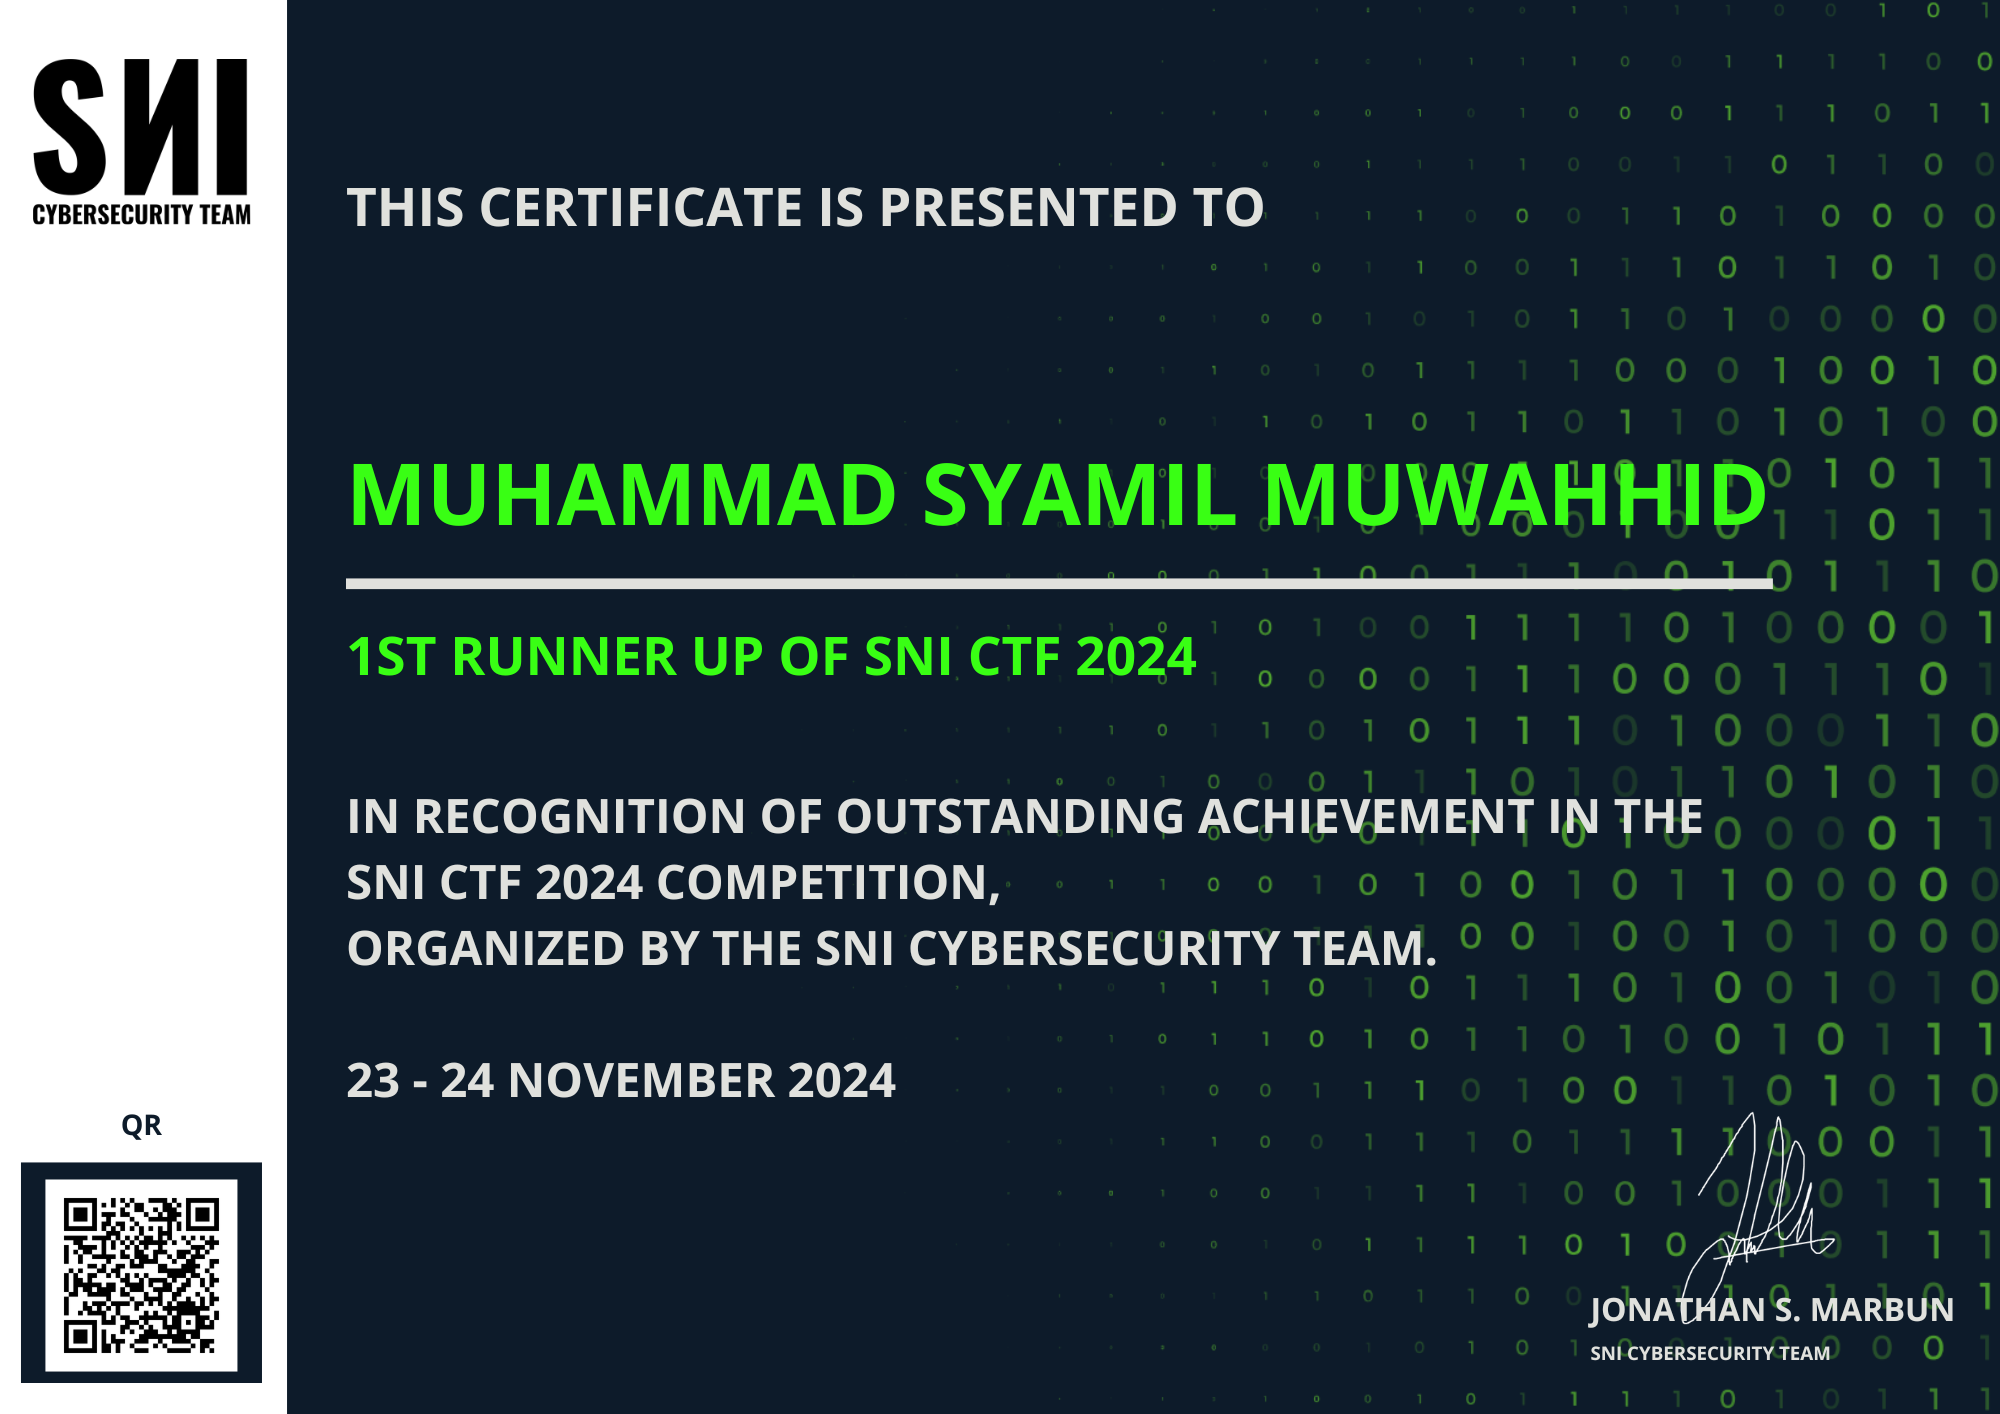 SNI
CYBERSECURITY TEAM
THIS CERTIFICATE IS PRESENTED TO
MUHAMMAD SYAMIL MUWAHHID
1ST RUNNER UP OF SNI CTF 2024
IN RECOGNITION OF OUTSTANDING ACHIEVEMENT IN THE
SNI CTF 2024 COMPETITION,
ORGANIZED BY THE SNI CYBERSECURITY TEAM.
23 - 24 NOVEMBER 2024
QR
JONATHAN S. MARBUN
SNI CYBERSECURITY TEAM